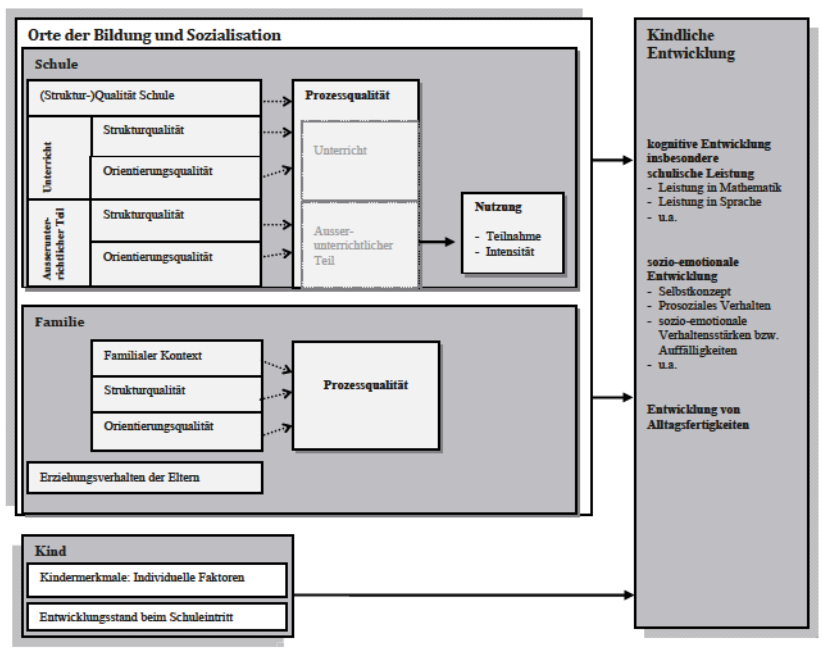 Orte der Bildung und Sozialisation
Schule
(Struktur-)Qualität Schule
Unterricht
Strukturqualität
Orientierungsqualität
Ausserunter-
richtlicher Teil
Strukturqualität
Orientierungsqualität
Prozessqualität
Unterricht
Ausser-
unterrichtlicher
Teil
Nutzung
- Teilnahme
- Intensität
Familie
Familialer Kontext
Strukturqualität
Orientierungsqualität
Prozessqualität
Erziehungsverhalten der Eltern
Kind
Kindermerkmale: Individuelle Faktoren
Entwicklungsstand beim Schuleintritt
Kindliche
Entwicklung
kognitive Entwicklung
insbesondere
schulische Leistung
- Leistung in Mathematik
- Leistung in Sprache
- u.a.
sozio-emotionale
Entwicklung
- Selbstkonzept
- Prosoziales Verhalten
- sozio-emotionale
Verhaltensstärken bzw.
Auffälligkeiten
- u.a.
Entwicklung von
Alltagsfertigkeiten